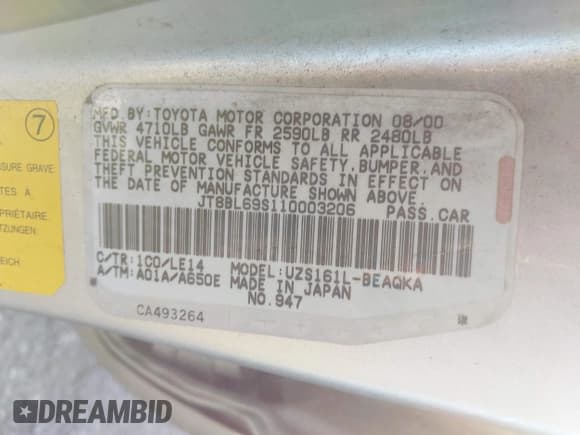 MFD.BY:TOYOTA MOTOR CORPORATION 08/00
GVWR 4710LB GAWR FR 2590LB RR 2480LB
THIS VEHICLE CONFORMS TO ALL APPLICABLE
FEDERAL MOTOR VEHICLE SAFETY,BUMPER,AND
THEFT PREVENTION STANDARDS IN EFFECT ON
THE DATE OF MANUFACTURE SHOWN ABOVE.
JT8BL69S110003206 PASS.CAR
C/TR:1C0/LE14 MODEL:UZS161L-BEAQKA
A/TM:A01A/A650E MADE IN JAPAN
NO.947
CA493264
7
SURE GRAVE
TES À
PRIÉTAIRE
TZUNGEN.
EICH
DREAMBID